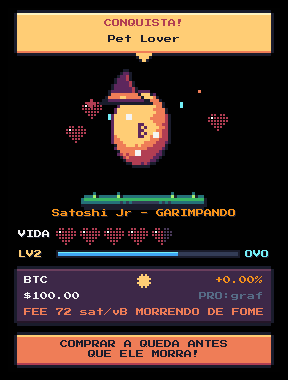 CONQUISTA!
Pet Lover
B
Satoshi Jr - GARIMPANDO
VIDA
LV2 OVO
BTC +0.00%
$100.00 PRO:graf
FEE 72 sat/vB MORRENDO DE FOME
COMPRAR A QUEDA ANTES
QUE ELE MORRA!